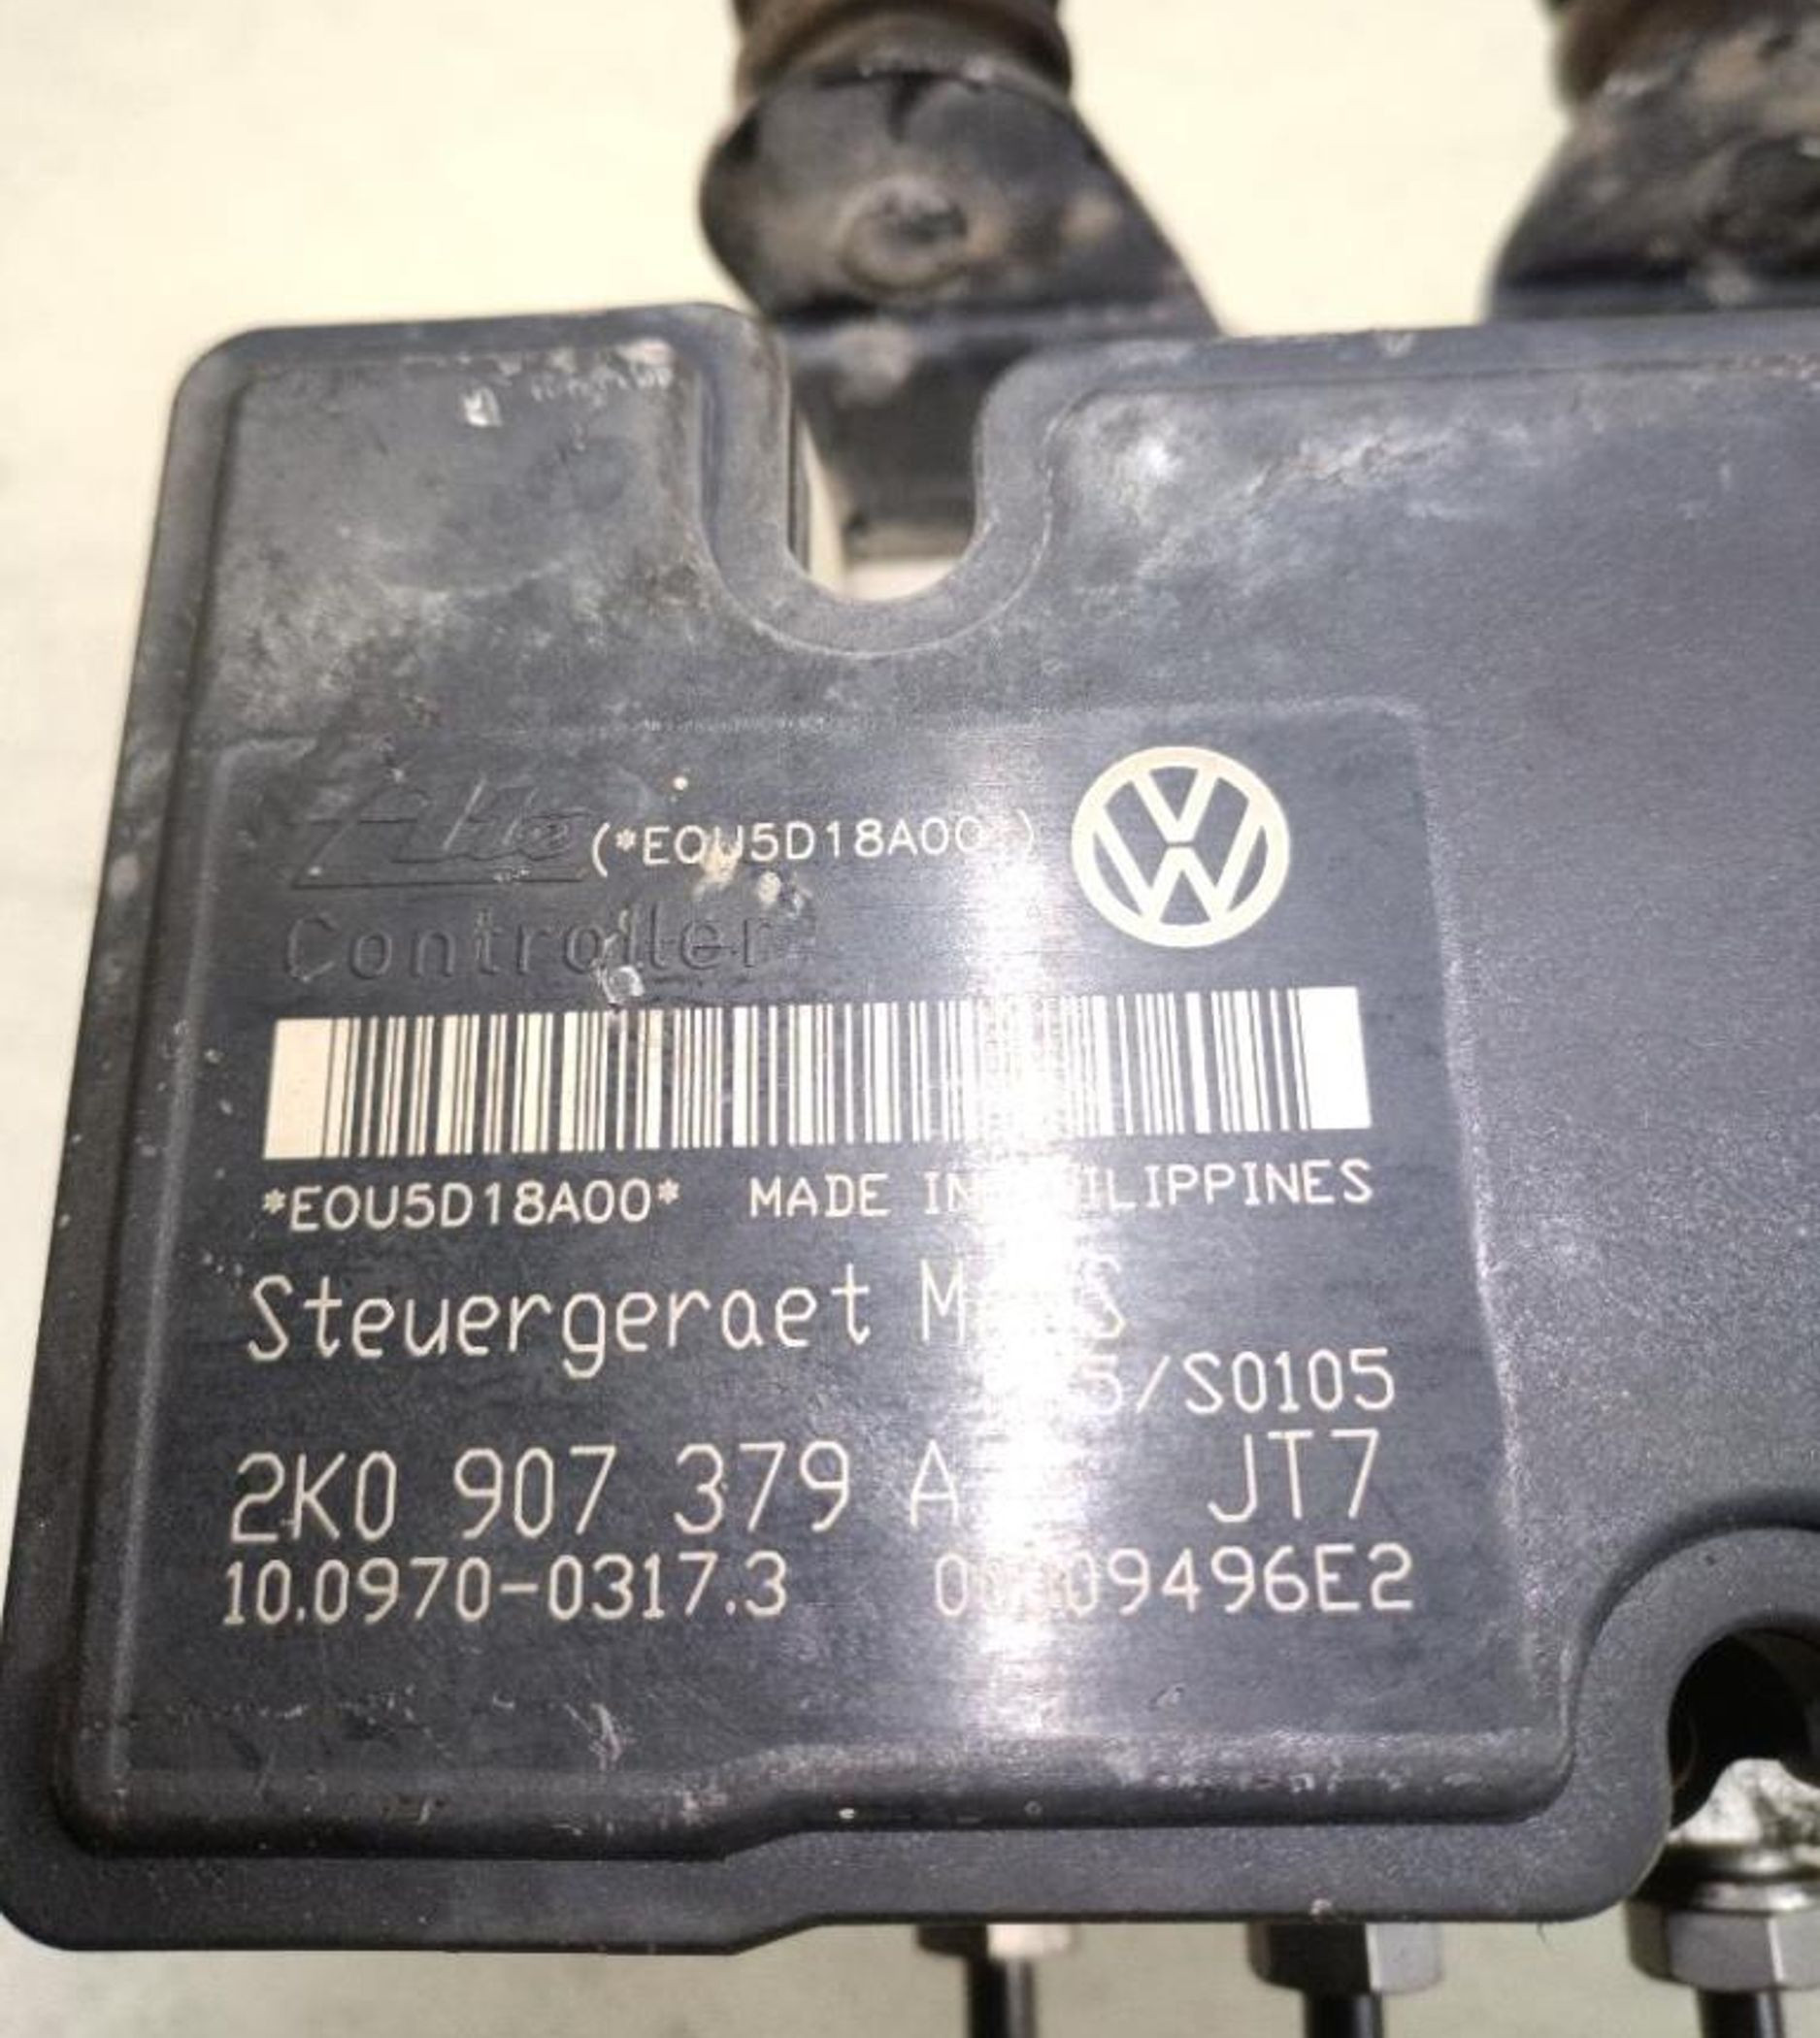 Ate (*EOU5D18A00
Controller
*EOU5D18A00* MADE IN
Steuergeraet
/S0105
2K0 907 379 JT7
10.0970-0317.3